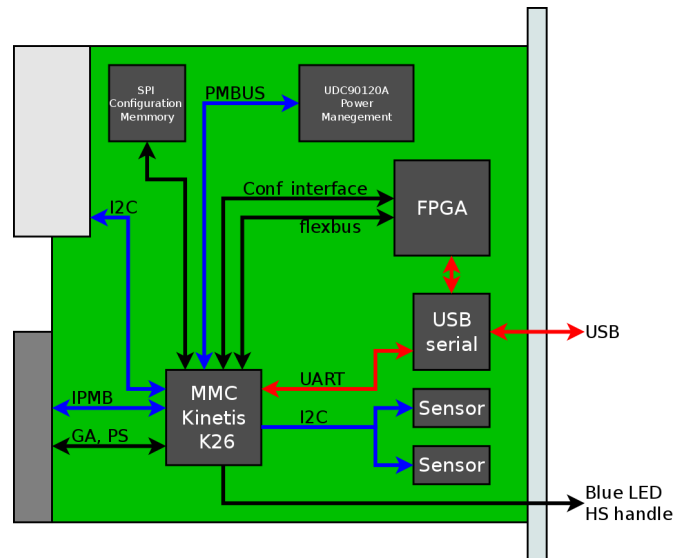 SPI
Configuration
Memmory
PMBUS
UDC90120A
Power
Manegement
Conf interface
FPGA
I2C
flexbus
USB
serial
USB
UART
MMC
Kinetis
K26
IPMB
I2C
Sensor
GA, PS
Sensor
Blue LED
HS handle